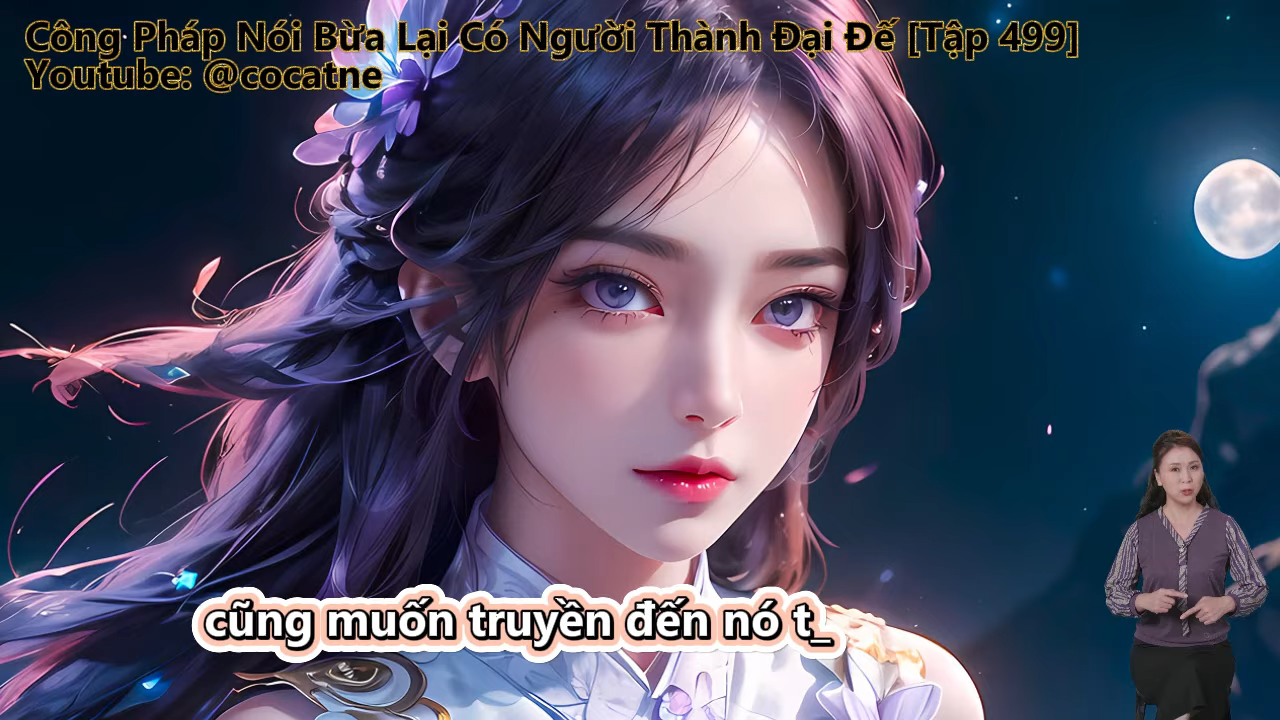 Công Pháp Nói Bừa Lại Có Người Thành Đại Đế [Tập 499]
Youtube: @cocatne
cũng muốn truyền đến nó t_